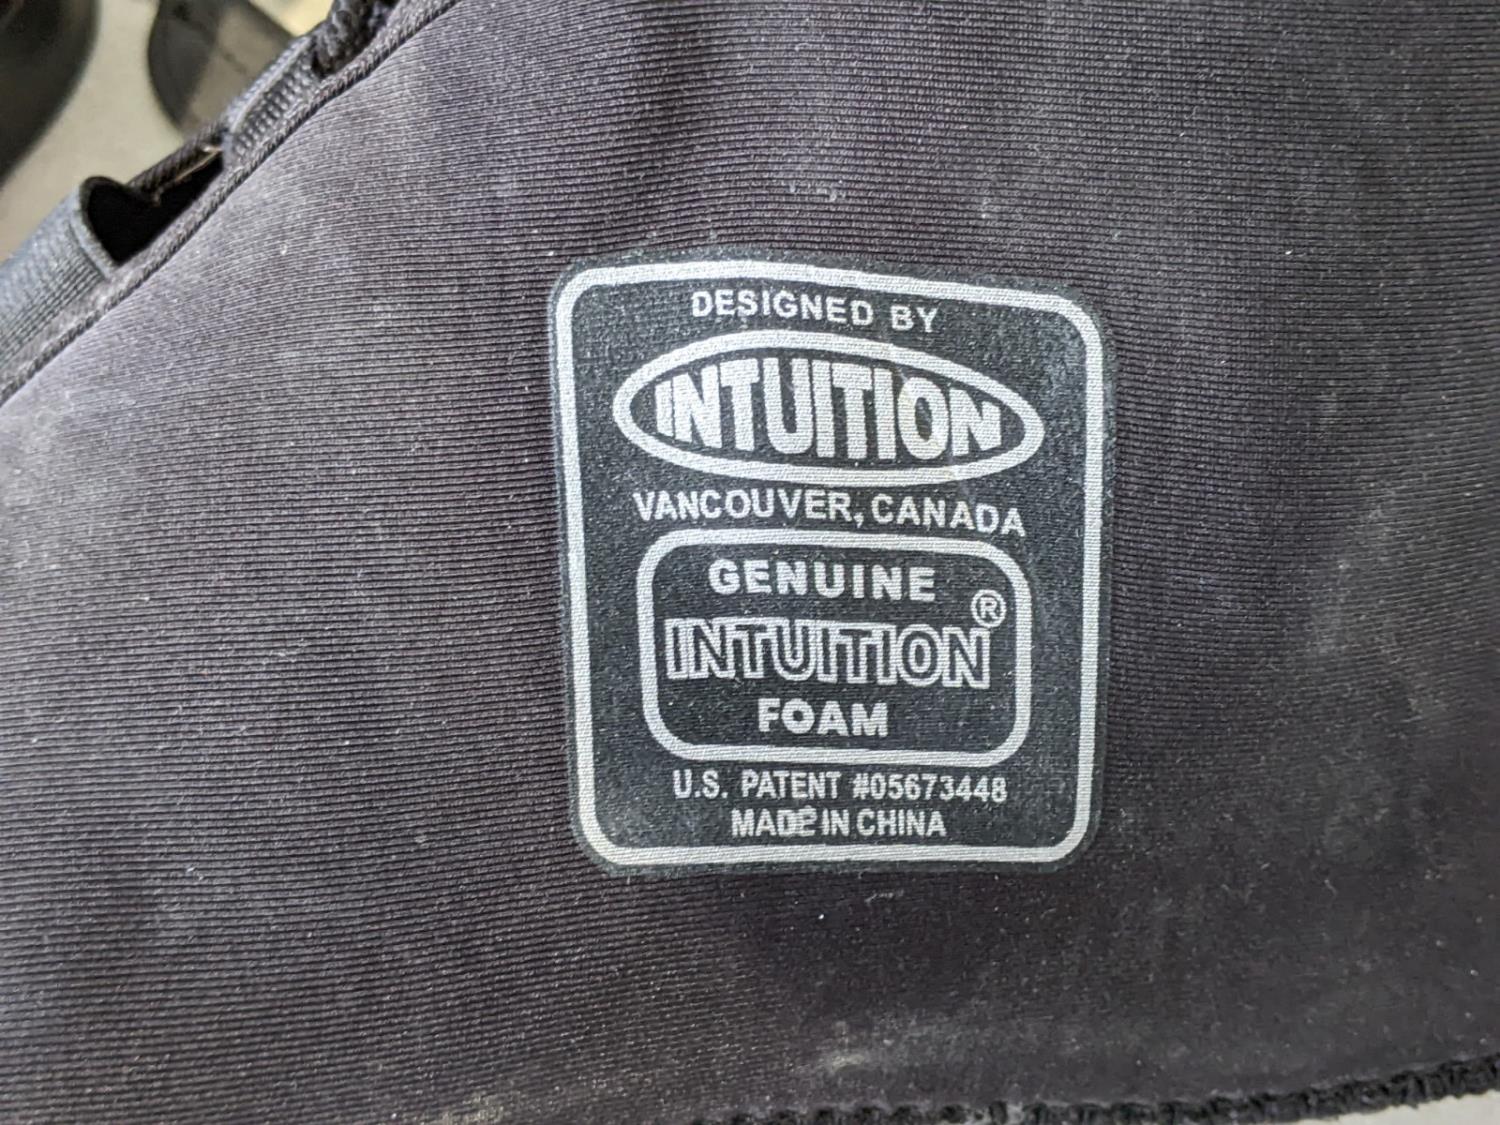 DESIGNED BY
INTUITION
VANCOUVER, CANADA
GENUINE
INTUITION®
FOAM
U.S. PATENT #05673448
MADE IN CHINA